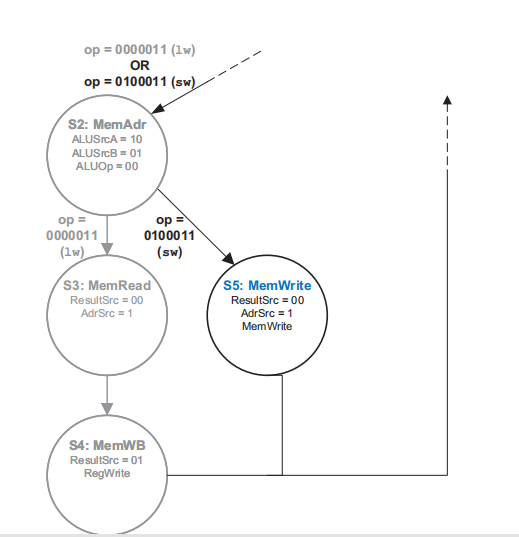 op = 0000011 (lw)
OR
op = 0100011 (sw)
S2: MemAdr
ALUSrcA = 10
ALUSrcB = 01
ALUOp = 00
op =
0000011
(lw)
op =
0100011
(sw)
S3: MemRead
ResultSrc = 00
AdrSrc = 1
S5: MemWrite
ResultSrc = 00
AdrSrc = 1
MemWrite
S4: MemWB
ResultSrc = 01
RegWrite